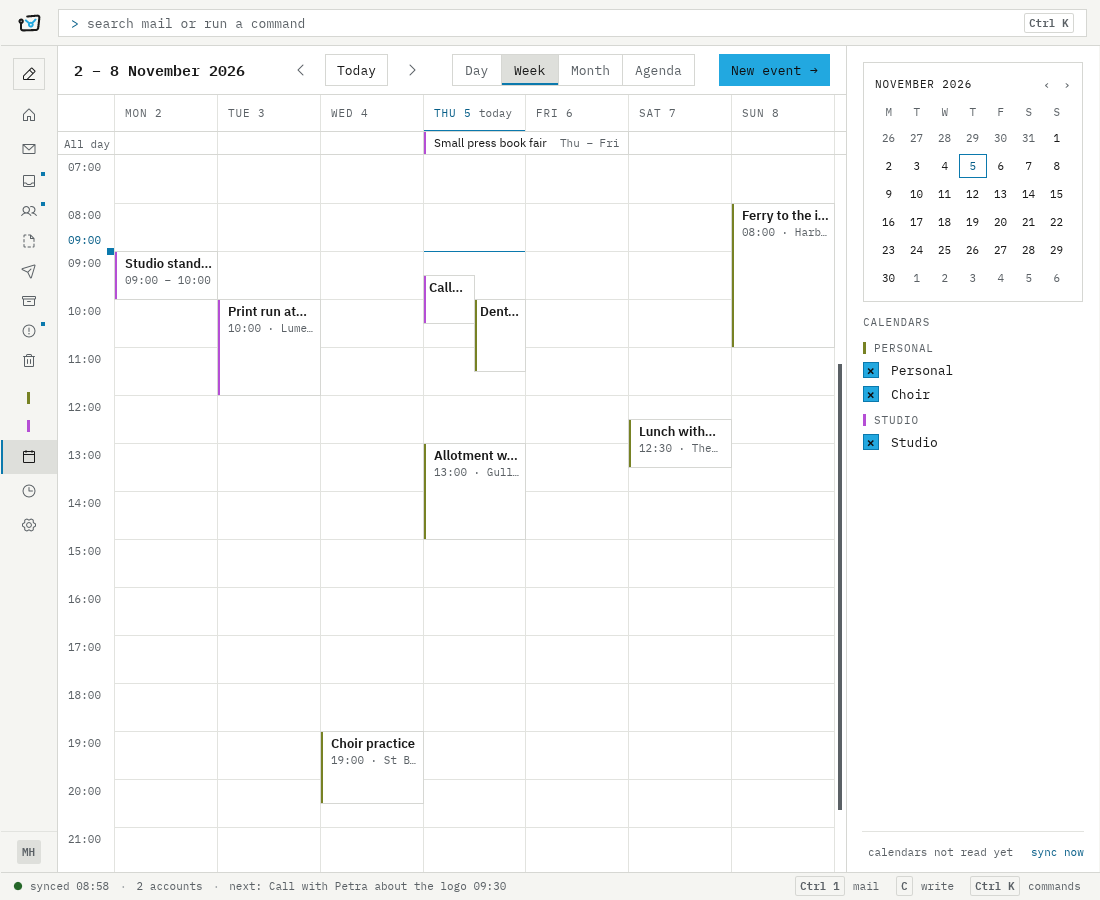 > search mail or run a command Ctrl K
2 – 8 November 2026 Today Day Week Month Agenda New event →
MON 2 TUE 3 WED 4 THU 5 today FRI 6 SAT 7 SUN 8
All day Small press book fair Thu – Fri
07:00
08:00
09:00
09:00
10:00
11:00
12:00
13:00
14:00
15:00
16:00
17:00
18:00
19:00
20:00
21:00
Studio stand...
09:00 – 10:00
Print run at...
10:00 · Lume...
Choir practice
19:00 · St B...
Call...
Dent...
Allotment w...
13:00 · Gull...
Lunch with...
12:30 · The...
Ferry to the i...
08:00 · Harb...
NOVEMBER 2026 ‹ ›
M T W T F S S
26 27 28 29 30 31 1
2 3 4 5 6 7 8
9 10 11 12 13 14 15
16 17 18 19 20 21 22
23 24 25 26 27 28 29
30 1 2 3 4 5 6
CALENDARS
PERSONAL
Personal
Choir
STUDIO
Studio
calendars not read yet sync now
MH
synced 08:58 · 2 accounts · next: Call with Petra about the logo 09:30 Ctrl 1 mail C write Ctrl K commands